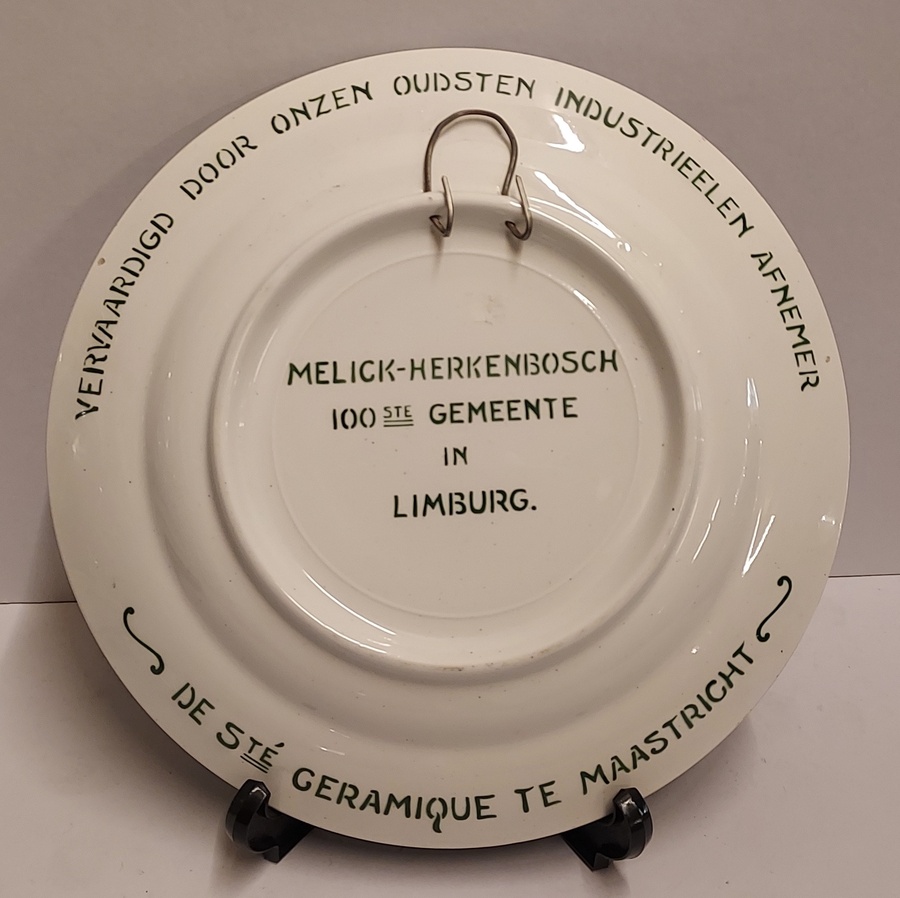 VERVAARDIGD DOOR ONZEN OUDSTEN INDUSTRIEELEN AFNEMER
MELICK-HERKENBOSCH
100STE GEMEENTE
IN
LIMBURG.
DE STÉ CERAMIQUE TE MAASTRICHT